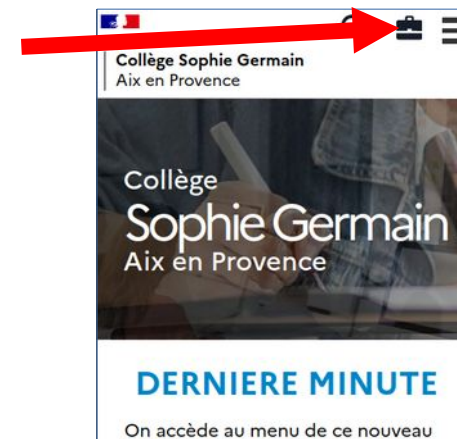 Collège Sophie Germain
Aix en Provence
Collège
Sophie Germain
Aix en Provence
DERNIERE MINUTE
On accède au menu de ce nouveau